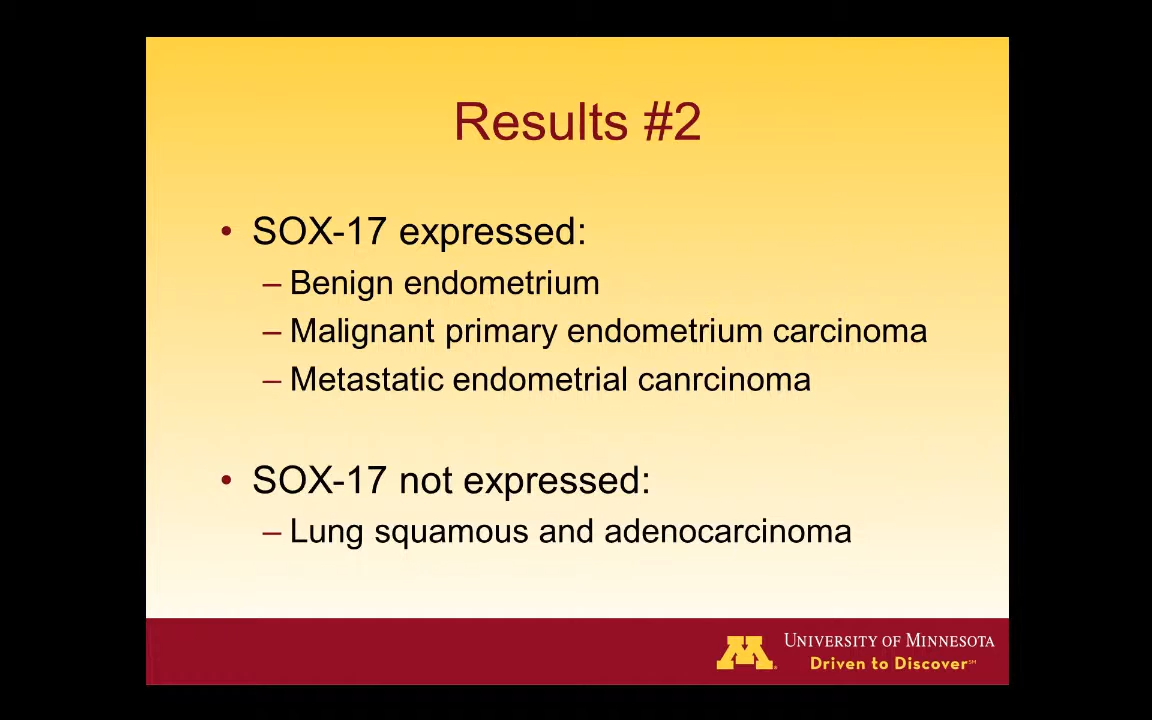 Results #2
• SOX-17 expressed:
– Benign endometrium
– Malignant primary endometrium carcinoma
– Metastatic endometrial canrcinoma
• SOX-17 not expressed:
– Lung squamous and adenocarcinoma
M
UNIVERSITY OF MINNESOTA
Driven to Discover℠